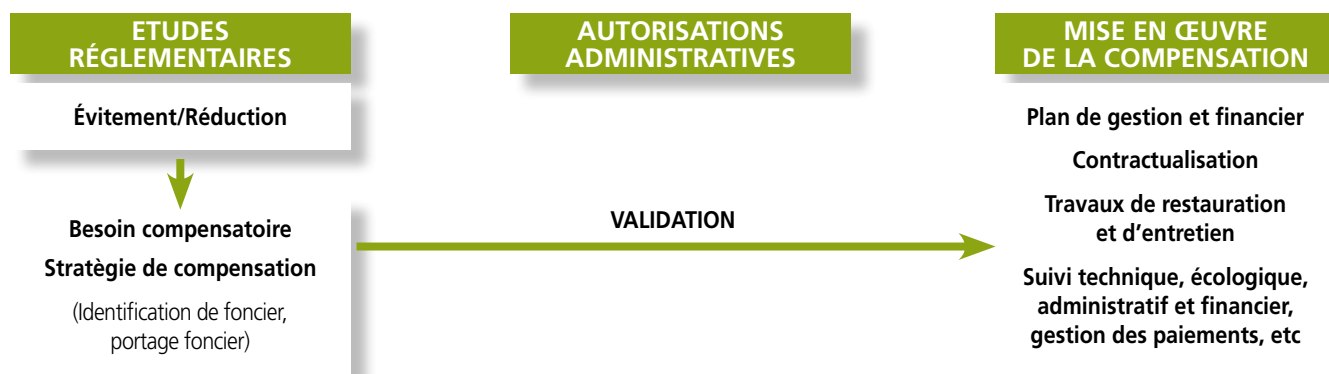 ETUDES
RÉGLEMENTAIRES
Évitement/Réduction
Besoin compensatoire
Stratègie de compensation
(Identification de foncier,
portage foncier)
AUTORISATIONS
ADMINISTRATIVES
VALIDATION
MISE EN ŒUVRE
DE LA COMPENSATION
Plan de gestion et financier
Contractualisation
Travaux de restauration
et d'entretien
Suivi technique, écologique,
administratif et financier,
gestion des paiements, etc